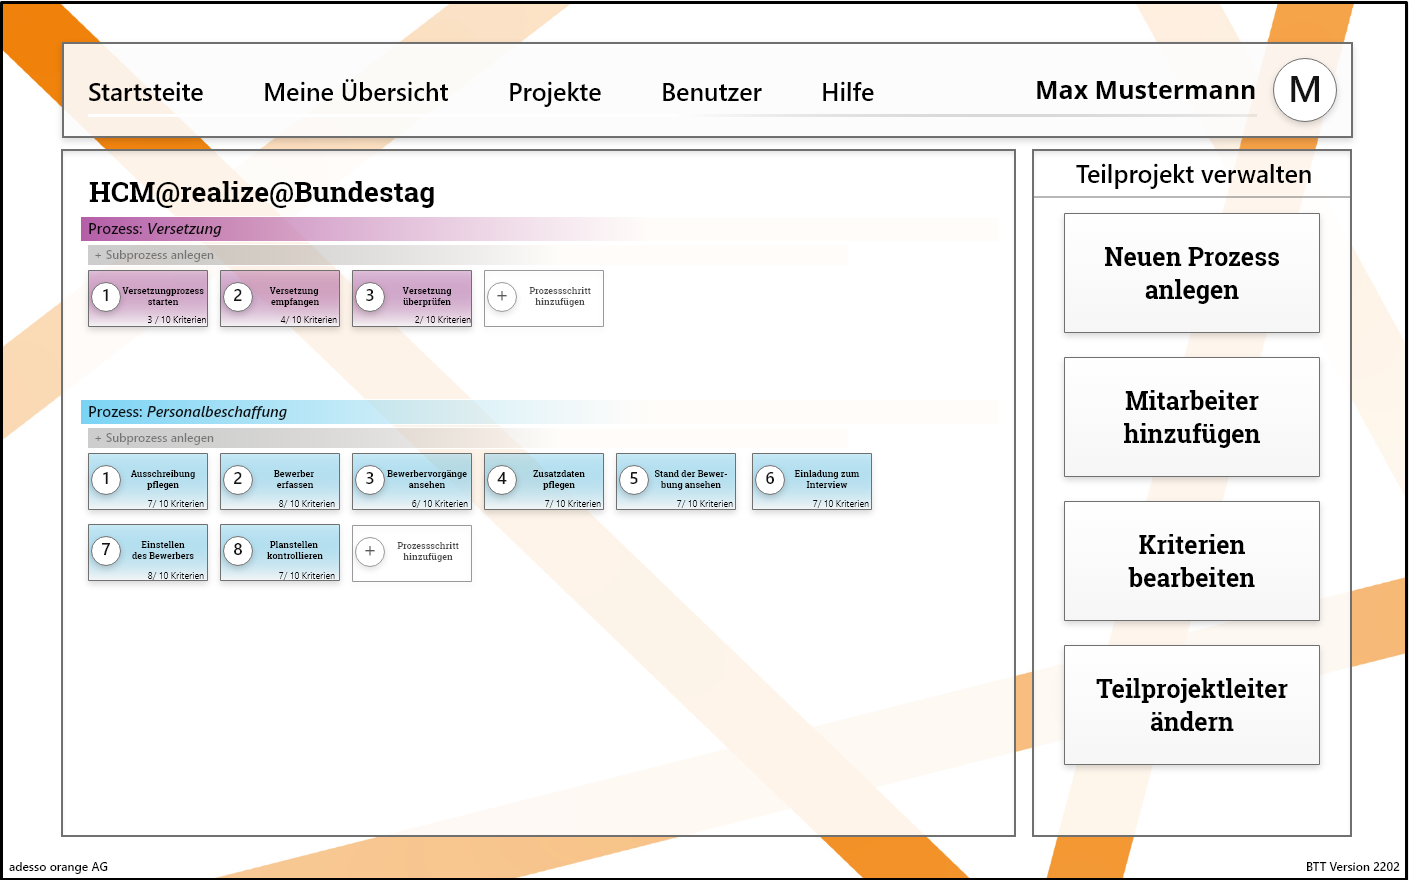 Startsteite
Meine Übersicht
Projekte
Benutzer
Hilfe
Max Mustermann
M
HCM@realize@Bundestag
Prozess: Versetzung
+ Subprozess anlegen
1
Versetzungprozess
starten
3 / 10 Kriterien
2
Versetzung
empfangen
4/ 10 Kriterien
3
Versetzung
überprüfen
2/ 10 Kriterien
+
Prozessschritt
hinzufügen
Prozess: Personalbeschaffung
+ Subprozess anlegen
1
Ausschreibung
pflegen
7/ 10 Kriterien
2
Bewerber
erfassen
8/ 10 Kriterien
3
Bewerbervorgänge
ansehen
6/ 10 Kriterien
4
Zusatzdaten
pflegen
7/ 10 Kriterien
5
Stand der Bewer-
bung ansehen
7/ 10 Kriterien
6
Einladung zum
Interview
7/ 10 Kriterien
7
Einstellen
des Bewerbers
8/ 10 Kriterien
8
Planstellen
kontrollieren
7/ 10 Kriterien
+
Prozessschritt
hinzufügen
Teilprojekt verwalten
Neuen Prozess
anlegen
Mitarbeiter
hinzufügen
Kriterien
bearbeiten
Teilprojektleiter
ändern
adesso orange AG
BTT Version 2202